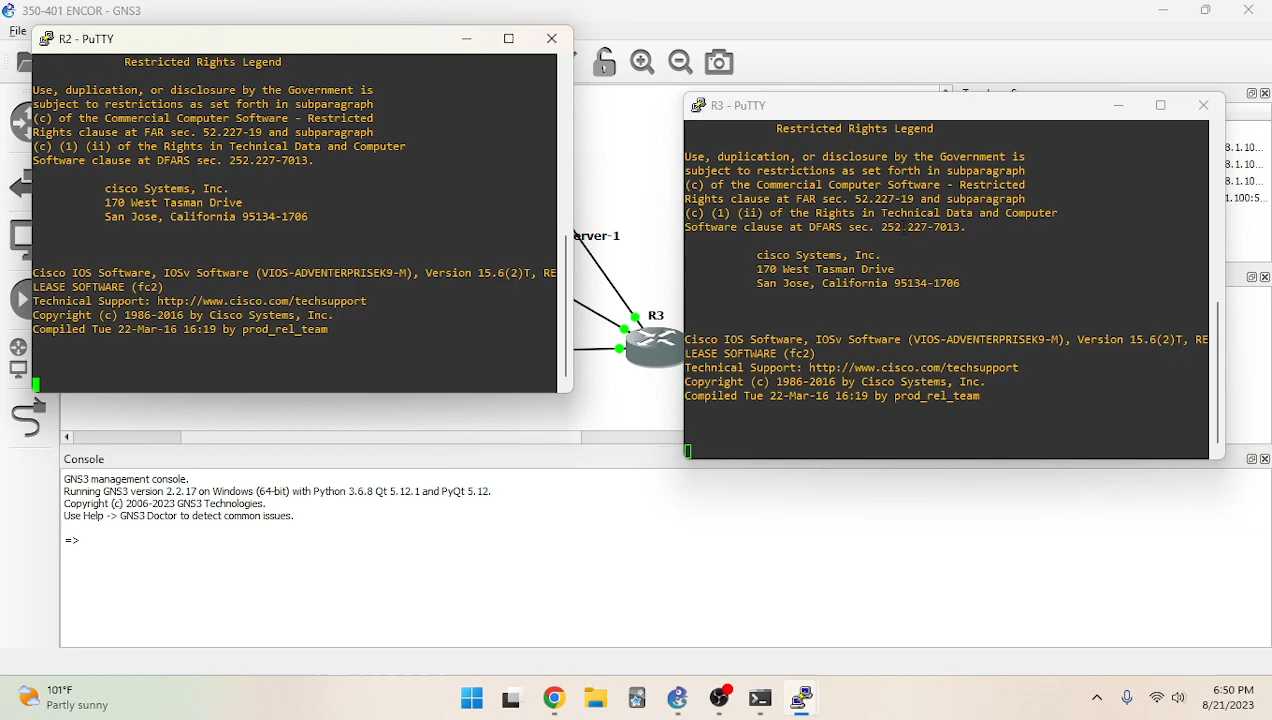 350-401 ENCOR - GNS3
File
R2 - PuTTY
Restricted Rights Legend
Use, duplication, or disclosure by the Government is
subject to restrictions as set forth in subparagraph
(c) of the Commercial Computer Software - Restricted
Rights clause at FAR sec. 52.227-19 and subparagraph
(c) (1) (ii) of the Rights in Technical Data and Computer
Software clause at DFARS sec. 252.227-7013.
cisco Systems, Inc.
170 West Tasman Drive
San Jose, California 95134-1706
Cisco IOS Software, IOSv Software (VIOS-ADVENTERPRISEK9-M), Version 15.6(2)T, RE
LEASE SOFTWARE (fc2)
Technical Support: http://www.cisco.com/techsupport
Copyright (c) 1986-2016 by Cisco Systems, Inc.
Compiled Tue 22-Mar-16 16:19 by prod_rel_team
erver-1
R3
R3 - PuTTY
Restricted Rights Legend
Use, duplication, or disclosure by the Government is
subject to restrictions as set forth in subparagraph
(c) of the Commercial Computer Software - Restricted
Rights clause at FAR sec. 52.227-19 and subparagraph
(c) (1) (ii) of the Rights in Technical Data and Computer
Software clause at DFARS sec. 252.227-7013.
cisco Systems, Inc.
170 West Tasman Drive
San Jose, California 95134-1706
Cisco IOS Software, IOSv Software (VIOS-ADVENTERPRISEK9-M), Version 15.6(2)T, RE
LEASE SOFTWARE (fc2)
Technical Support: http://www.cisco.com/techsupport
Copyright (c) 1986-2016 by Cisco Systems, Inc.
Compiled Tue 22-Mar-16 16:19 by prod_rel_team
8.1.10...
8.1.10...
8.1.10...
.100:5...
Console
GNS3 management console.
Running GNS3 version 2.2.17 on Windows (64-bit) with Python 3.6.8 Qt 5.12.1 and PyQt 5.12.
Copyright (c) 2006-2023 GNS3 Technologies.
Use Help -> GNS3 Doctor to detect common issues.
=>
101°F
Partly sunny
6:50 PM
8/21/2023